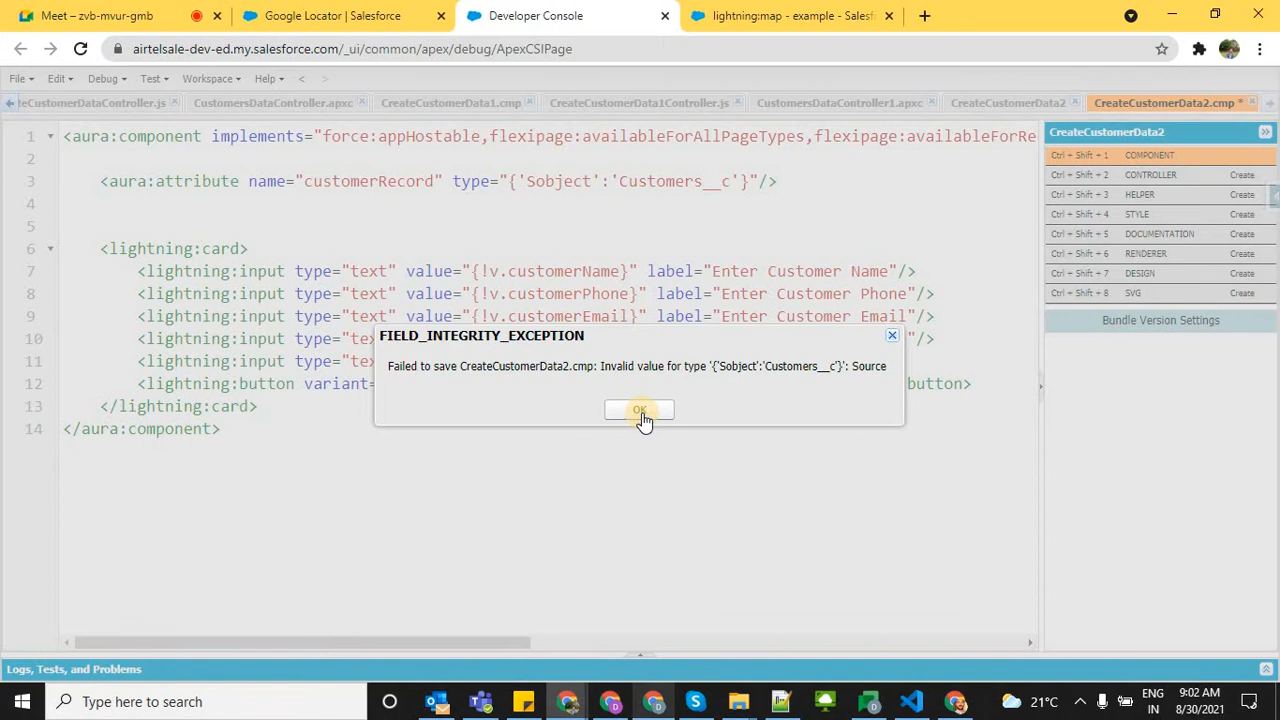 Meet – zvb-mvur-gmb
Google Locator | Salesforce
Developer Console
lightning:map - example - Salesf
airtelsale-dev-ed.my.salesforce.com/_ui/common/apex/debug/ApexCSIPage
File Edit Debug Test Workspace Help < >
teCustomerDataController.js CustomersDataController.apxc CreateCustomerData1.cmp CreateCustomerData1Controller.js CustomersDataController1.apxc CreateCustomerData2 CreateCustomerData2.cmp *
1 <aura:component implements="force:appHostable,flexipage:availableForAllPageTypes,flexipage:availableForRe
2
3 <aura:attribute name="customerRecord" type="{'Sobject':'Customers__c'}"/>
4
5
6 <lightning:card>
7 <lightning:input type="text" value="{!v.customerName}" label="Enter Customer Name"/>
8 <lightning:input type="text" value="{!v.customerPhone}" label="Enter Customer Phone"/>
9 <lightning:input type="text" value="{!v.customerEmail}" label="Enter Customer Email"/>
10 <lightning:input type="te "/>
11 <lightning:input type="te "/>
12 <lightning:button variant= button>
13 </lightning:card>
14 </aura:component>
CreateCustomerData2
Ctrl + Shift + 1 COMPONENT
Ctrl + Shift + 2 CONTROLLER Create
Ctrl + Shift + 3 HELPER Create
Ctrl + Shift + 4 STYLE Create
Ctrl + Shift + 5 DOCUMENTATION Create
Ctrl + Shift + 6 RENDERER Create
Ctrl + Shift + 7 DESIGN Create
Ctrl + Shift + 8 SVG Create
Bundle Version Settings
FIELD_INTEGRITY_EXCEPTION
Failed to save CreateCustomerData2.cmp: Invalid value for type '{'Sobject':'Customers__c'}': Source
OK
Logs, Tests, and Problems
Type here to search
21°C
ENG
IN
9:02 AM
8/30/2021